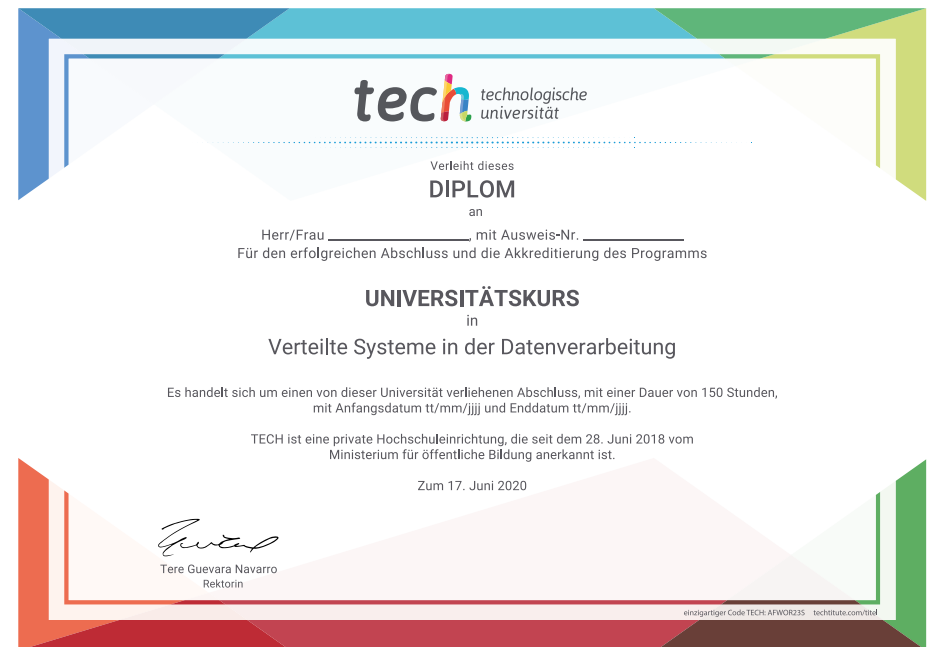 tech technologische
universität
Verleiht dieses
DIPLOM
an
Herr/Frau ____________________, mit Ausweis-Nr. ______________
Für den erfolgreichen Abschluss und die Akkreditierung des Programms
UNIVERSITÄTSKURS
in
Verteilte Systeme in der Datenverarbeitung
Es handelt sich um einen von dieser Universität verliehenen Abschluss, mit einer Dauer von 150 Stunden,
mit Anfangsdatum tt/mm/jjjj und Enddatum tt/mm/jjjj.
TECH ist eine private Hochschuleinrichtung, die seit dem 28. Juni 2018 vom
Ministerium für öffentliche Bildung anerkannt ist.
Zum 17. Juni 2020
Tere Guevara Navarro
Rektorin
einzigartiger Code TECH: AFWOR23S techtitute.com/titel